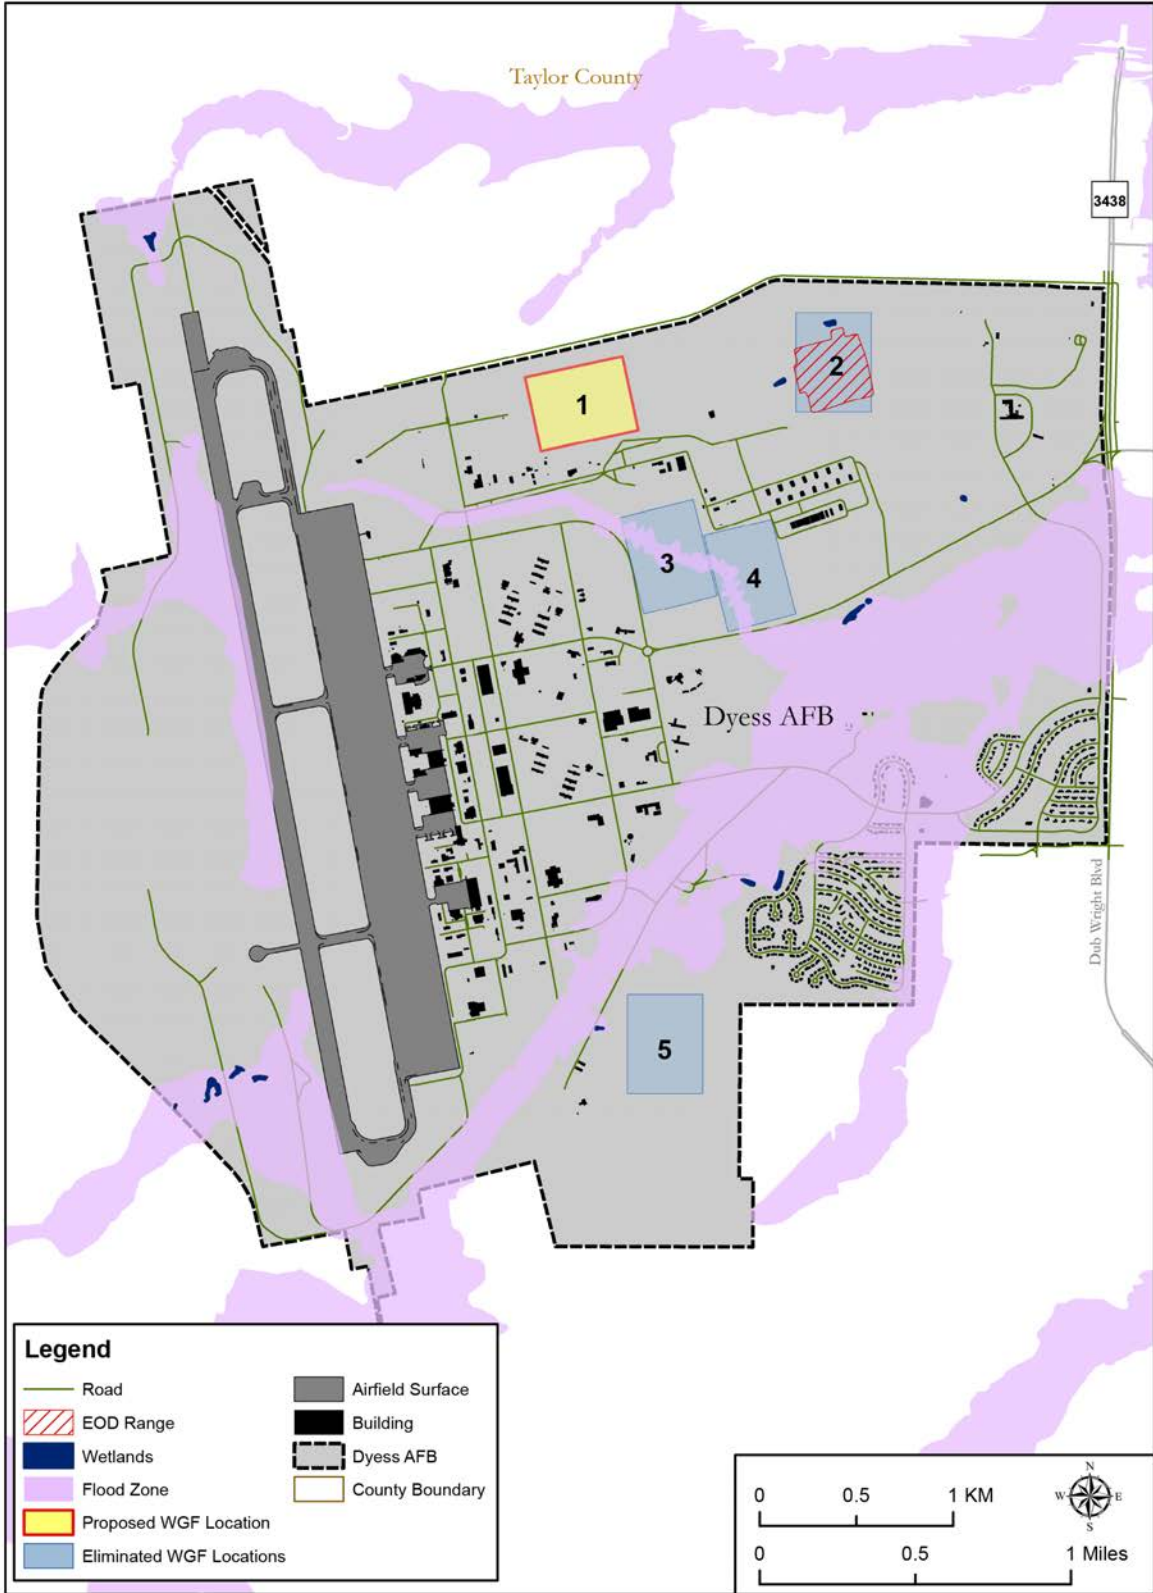 Taylor County
3438
1
2
3
4
Dyess AFB
Dub Wright Blvd
5
Legend
Road
EOD Range
Wetlands
Flood Zone
Proposed WGF Location
Eliminated WGF Locations
Airfield Surface
Building
Dyess AFB
County Boundary
N
W E
S
0 0.5 1 KM
0 0.5 1 Miles